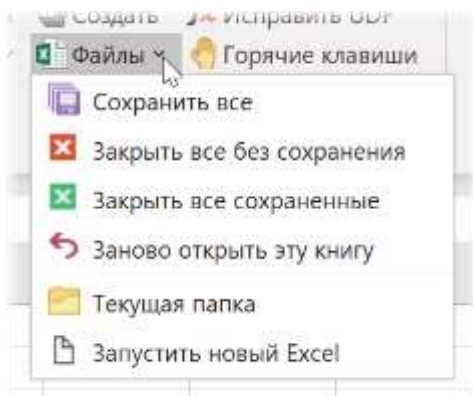 Создать Исправить UDF
Файлы Горячие клавиши
Сохранить все
Закрыть все без сохранения
Закрыть все сохраненные
Заново открыть эту книгу
Текущая папка
Запустить новый Excel